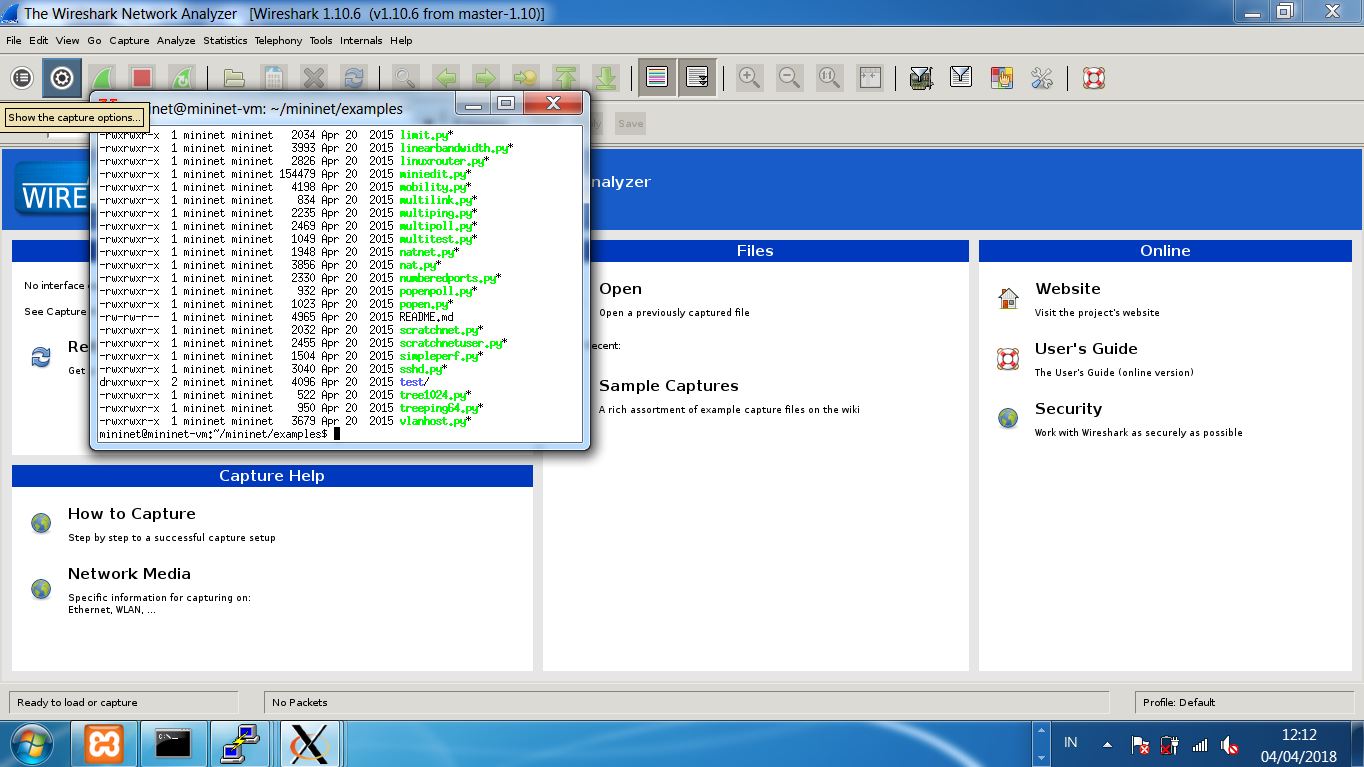 The Wireshark Network Analyzer   [Wireshark 1.10.6  (v1.10.6 from master-1.10)]
File Edit View Go Capture Analyze Statistics Telephony Tools Internals Help
net@mininet-vm: ~/mininet/examples
Show the capture options...
Save
-rwxrwxr-x 1 mininet mininet 2034 Apr 20 2015 limit.py*
-rwxrwxr-x 1 mininet mininet 3993 Apr 20 2015 linearbandwidth.py*
-rwxrwxr-x 1 mininet mininet 2826 Apr 20 2015 linuxrouter.py*
-rwxrwxr-x 1 mininet mininet 154479 Apr 20 2015 miniedit.py*
-rwxrwxr-x 1 mininet mininet 4198 Apr 20 2015 mobility.py*
-rwxrwxr-x 1 mininet mininet 834 Apr 20 2015 multilink.py*
-rwxrwxr-x 1 mininet mininet 2235 Apr 20 2015 multiping.py*
-rwxrwxr-x 1 mininet mininet 2469 Apr 20 2015 multipoll.py*
-rwxrwxr-x 1 mininet mininet 1049 Apr 20 2015 multitest.py*
-rwxrwxr-x 1 mininet mininet 1948 Apr 20 2015 natnet.py*
-rwxrwxr-x 1 mininet mininet 3856 Apr 20 2015 nat.py*
-rwxrwxr-x 1 mininet mininet 2330 Apr 20 2015 numberedports.py*
-rwxrwxr-x 1 mininet mininet 932 Apr 20 2015 popenpoll.py*
-rwxrwxr-x 1 mininet mininet 1023 Apr 20 2015 popen.py*
-rw-rw-r-- 1 mininet mininet 4965 Apr 20 2015 README.md
-rwxrwxr-x 1 mininet mininet 2032 Apr 20 2015 scratchnet.py*
-rwxrwxr-x 1 mininet mininet 2455 Apr 20 2015 scratchnetuser.py*
-rwxrwxr-x 1 mininet mininet 1504 Apr 20 2015 simpleperf.py*
-rwxrwxr-x 1 mininet mininet 3040 Apr 20 2015 sshd.py*
drwxrwxr-x 2 mininet mininet 4096 Apr 20 2015 test/
-rwxrwxr-x 1 mininet mininet 522 Apr 20 2015 tree1024.py*
-rwxrwxr-x 1 mininet mininet 950 Apr 20 2015 treeping64.py*
-rwxrwxr-x 1 mininet mininet 3679 Apr 20 2015 vlanhost.py*
mininet@mininet-vm:~/mininet/examples$
WIRE
nalyzer
No interface
See Capture
Re
Get
Capture Help
How to Capture
Step by step to a successful capture setup
Network Media
Specific information for capturing on:
Ethernet, WLAN, ...
Files
Open
Open a previously captured file
ecent:
Sample Captures
A rich assortment of example capture files on the wiki
Online
Website
Visit the project's website
User's Guide
The User's Guide (online version)
Security
Work with Wireshark as securely as possible
Ready to load or capture
No Packets
Profile: Default
IN
12:12
04/04/2018